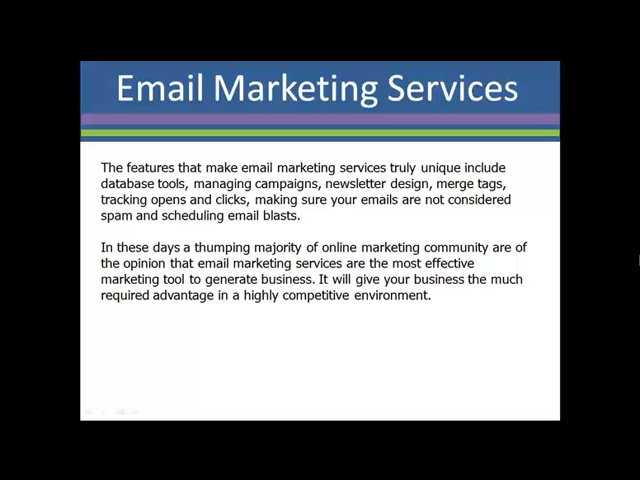 Email Marketing Services
The features that make email marketing services truly unique include
database tools, managing campaigns, newsletter design, merge tags,
tracking opens and clicks, making sure your emails are not considered
spam and scheduling email blasts.
In these days a thumping majority of online marketing community are of
the opinion that email marketing services are the most effective
marketing tool to generate business. It will give your business the much
required advantage in a highly competitive environment.